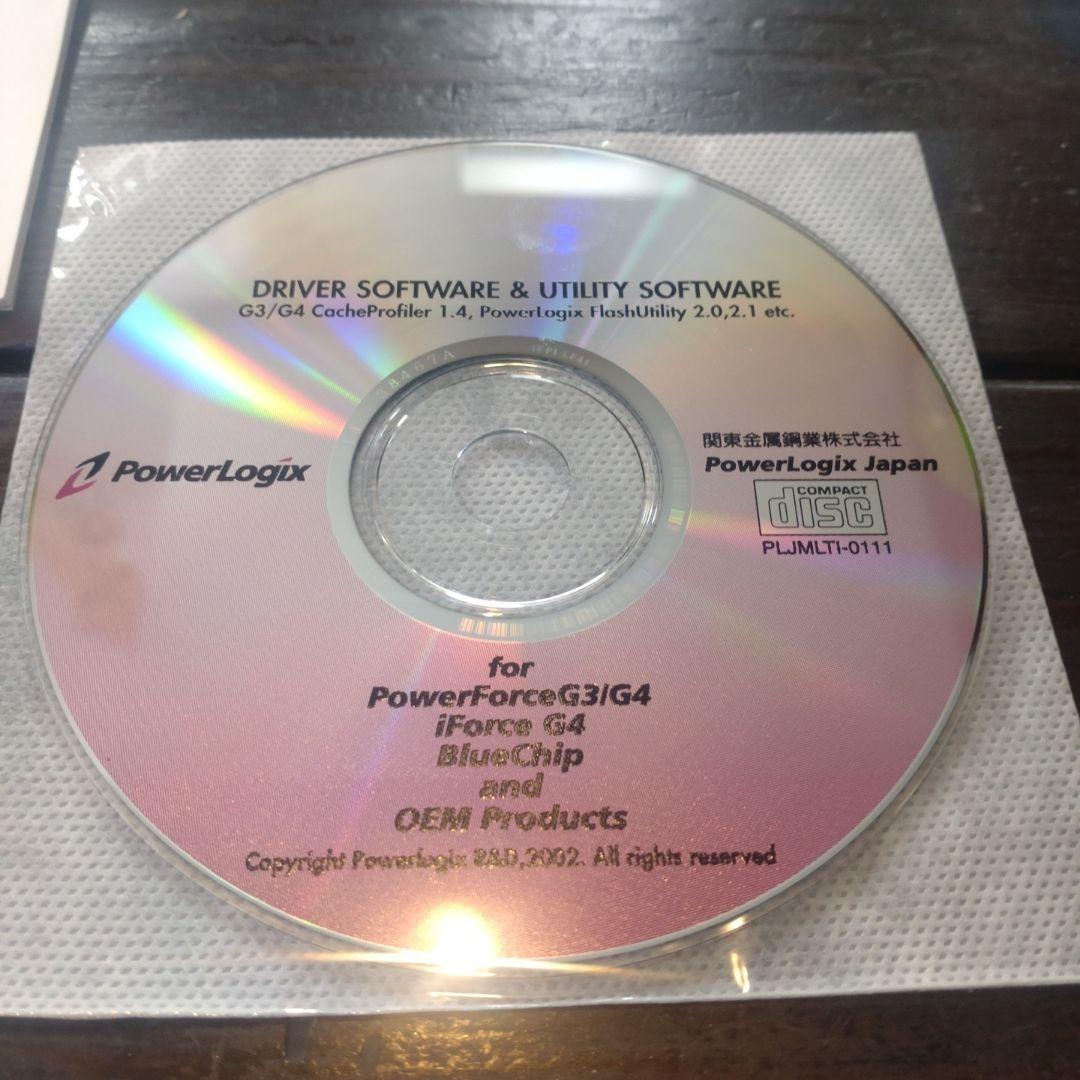 DRIVER SOFTWARE & UTILITY SOFTWARE
G3/G4 CacheProfiler 1.4, PowerLogix FlashUtility 2.0,2.1 etc.
IFPI LF41
PowerLogix
関東金属鋼業株式会社
PowerLogix Japan
COMPACT
disc
PLJMLTI-0111
for
PowerForceG3/G4
iForce G4
BlueChip
and
OEM Products
Copyright PowerLogix R&D,2002. All rights reserved